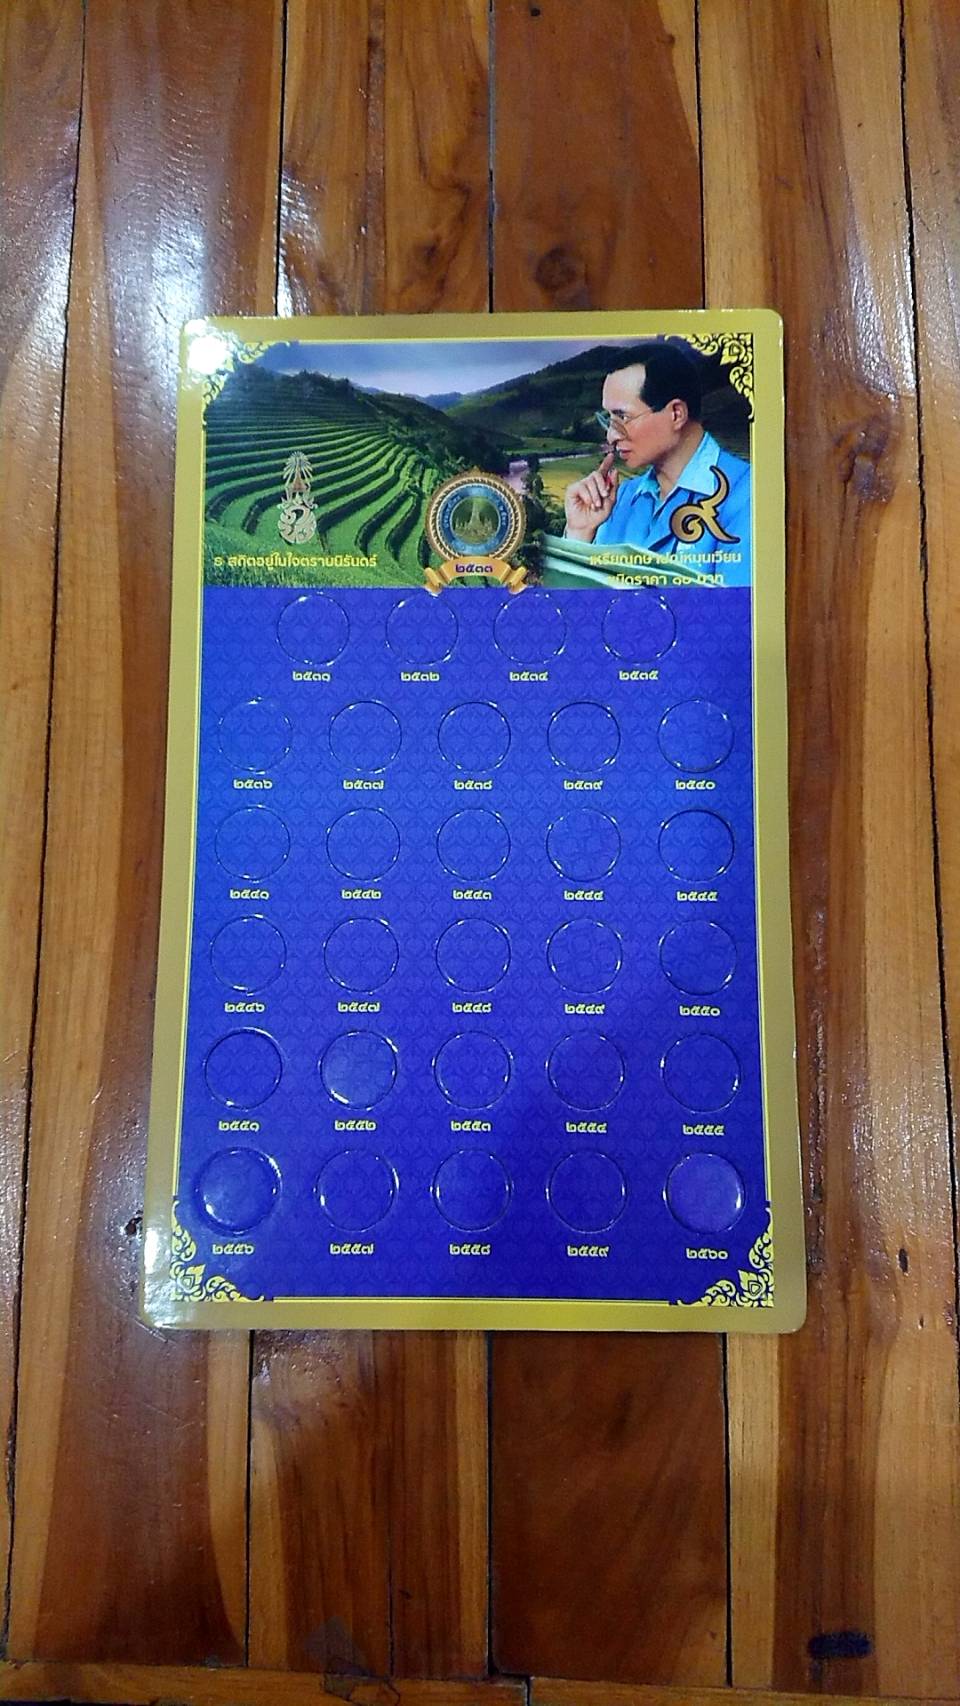 ธ สถิตอยู่ในใจตราบนิรันดร์
๙
เหรียญกษาปณ์หมุนเวียน
ชนิดราคา ๑๐ บาท
๒๕๓๓
๒๕๓๑ ๒๕๓๒ ๒๕๓๔ ๒๕๓๕
๒๕๓๖ ๒๕๓๗ ๒๕๓๘ ๒๕๓๙ ๒๕๔๐
๒๕๔๑ ๒๕๔๒ ๒๕๔๓ ๒๕๔๔ ๒๕๔๕
๒๕๔๖ ๒๕๔๗ ๒๕๔๘ ๒๕๔๙ ๒๕๕๐
๒๕๕๑ ๒๕๕๒ ๒๕๕๓ ๒๕๕๔ ๒๕๕๕
๒๕๕๖ ๒๕๕๗ ๒๕๕๘ ๒๕๕๙ ๒๕๖๐